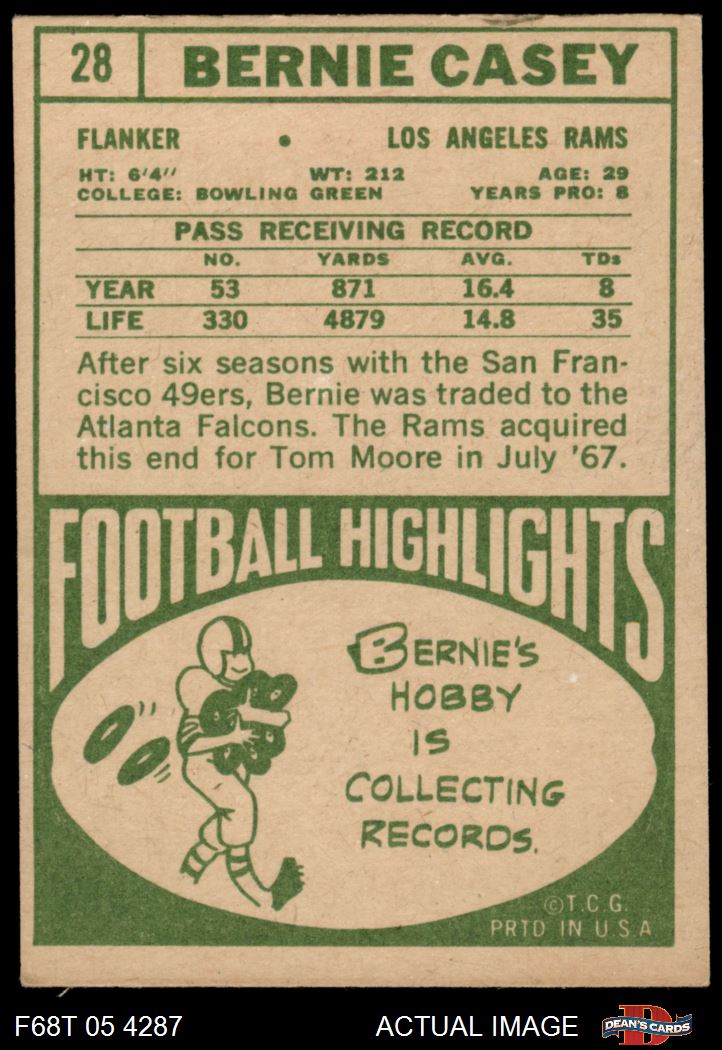 28 BERNIE CASEY
FLANKER • LOS ANGELES RAMS
HT: 6'4" WT: 212 AGE: 29
COLLEGE: BOWLING GREEN YEARS PRO: 8
PASS RECEIVING RECORD
NO. YARDS AVG. TDs
YEAR 53 871 16.4 8
LIFE 330 4879 14.8 35
After six seasons with the San Fran-
cisco 49ers, Bernie was traded to the
Atlanta Falcons. The Rams acquired
this end for Tom Moore in July '67.
FOOTBALL HIGHLIGHTS
BERNIE'S
HOBBY
IS
COLLECTING
RECORDS.
©T.C.G.
PRTD IN U.S.A
F68T 05 4287 ACTUAL IMAGE D DEAN'S CARDS